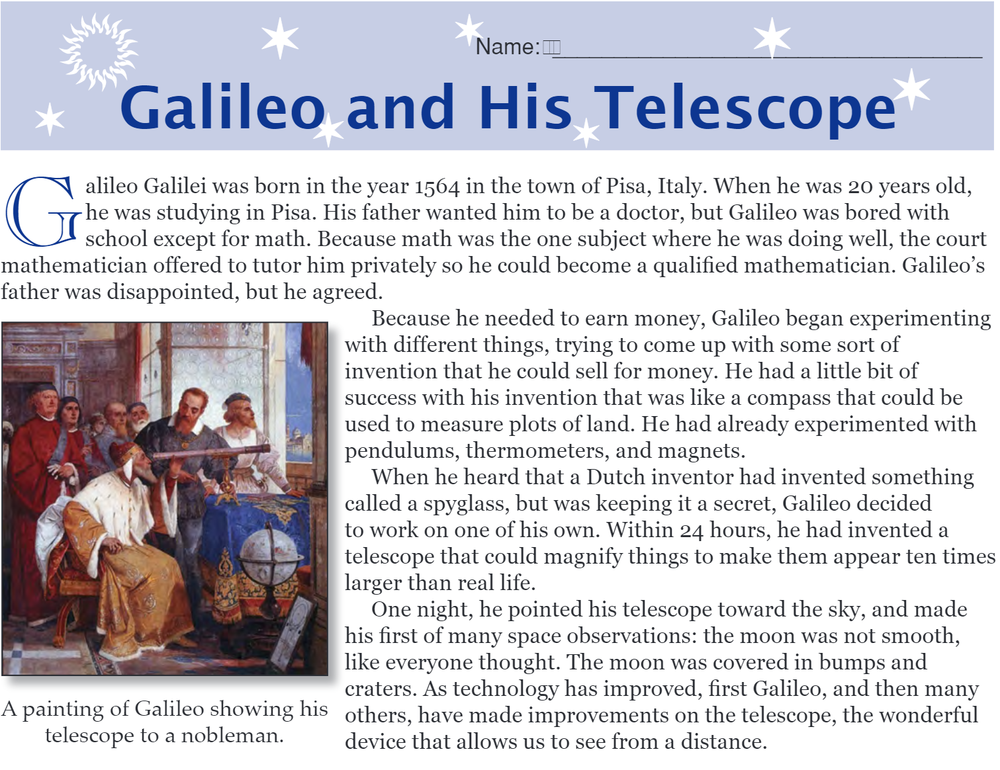 Name: ___________________________________
Galileo and His Telescope
Galileo Galilei was born in the year 1564 in the town of Pisa, Italy. When he was 20 years old,
he was studying in Pisa. His father wanted him to be a doctor, but Galileo was bored with
school except for math. Because math was the one subject where he was doing well, the court
mathematician offered to tutor him privately so he could become a qualified mathematician. Galileo’s
father was disappointed, but he agreed.
Because he needed to earn money, Galileo began experimenting
with different things, trying to come up with some sort of
invention that he could sell for money. He had a little bit of
success with his invention that was like a compass that could be
used to measure plots of land. He had already experimented with
pendulums, thermometers, and magnets.
When he heard that a Dutch inventor had invented something
called a spyglass, but was keeping it a secret, Galileo decided
to work on one of his own. Within 24 hours, he had invented a
telescope that could magnify things to make them appear ten times
larger than real life.
One night, he pointed his telescope toward the sky, and made
his first of many space observations: the moon was not smooth,
like everyone thought. The moon was covered in bumps and
craters. As technology has improved, first Galileo, and then many
others, have made improvements on the telescope, the wonderful
device that allows us to see from a distance.
A painting of Galileo showing his
telescope to a nobleman.